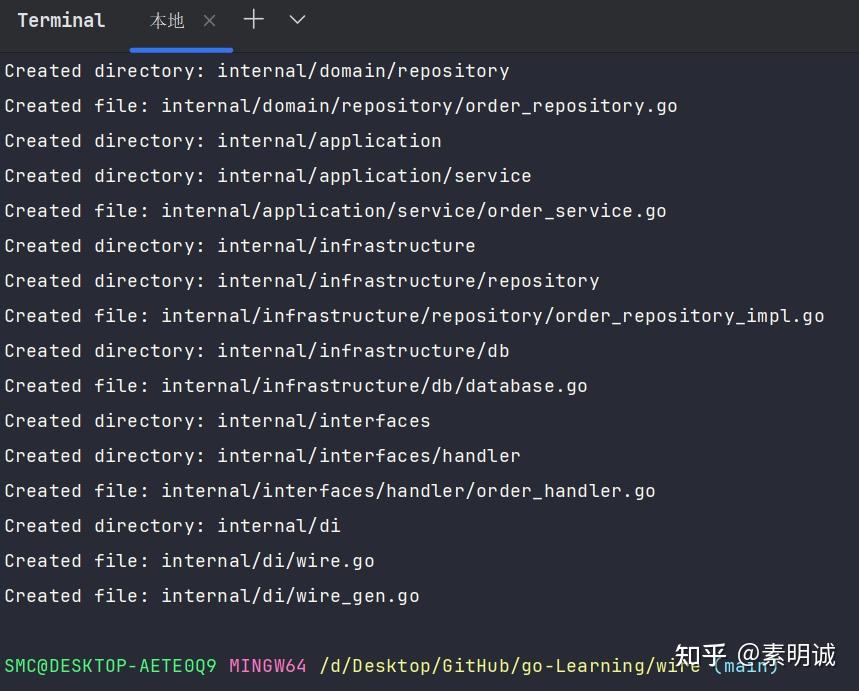 Terminal 本地
Created directory: internal/domain/repository
Created file: internal/domain/repository/order_repository.go
Created directory: internal/application
Created directory: internal/application/service
Created file: internal/application/service/order_service.go
Created directory: internal/infrastructure
Created directory: internal/infrastructure/repository
Created file: internal/infrastructure/repository/order_repository_impl.go
Created directory: internal/infrastructure/db
Created file: internal/infrastructure/db/database.go
Created directory: internal/interfaces
Created directory: internal/interfaces/handler
Created file: internal/interfaces/handler/order_handler.go
Created directory: internal/di
Created file: internal/di/wire.go
Created file: internal/di/wire_gen.go
SMC@DESKTOP-AETE0Q9 MINGW64 /d/Desktop/GitHub/go-Learning/wire (main)
知乎 @素明诚